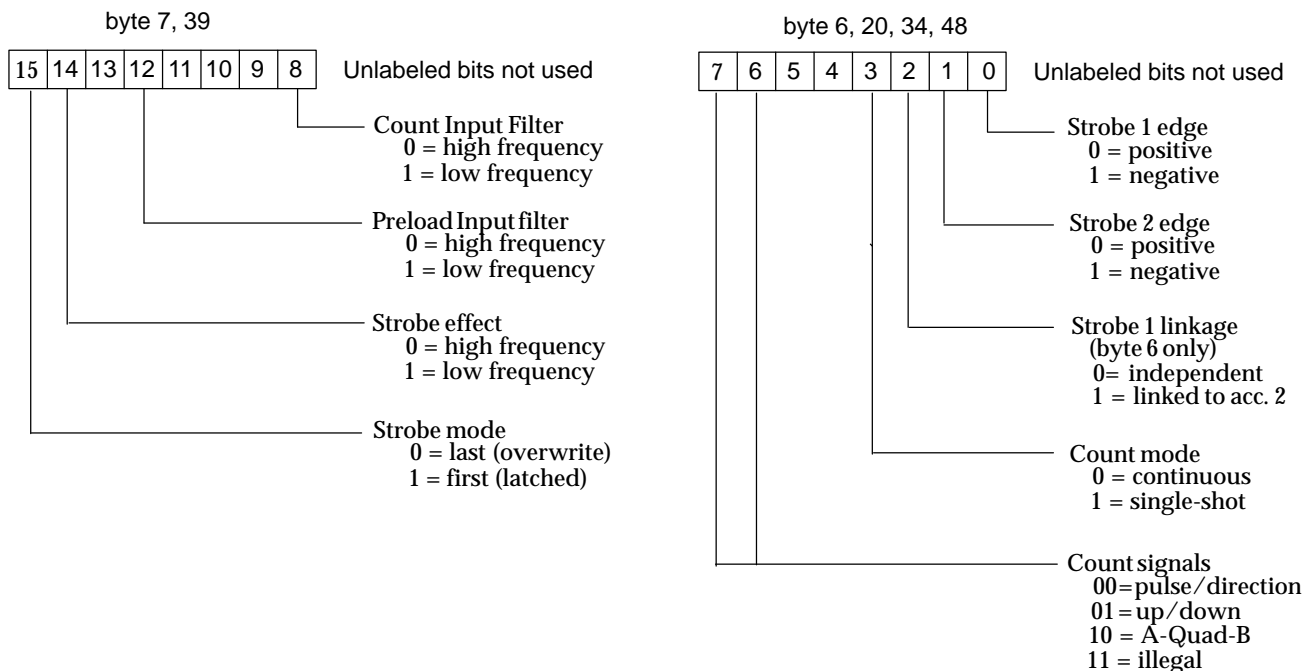 byte 7, 39
15 14 13 12 11 10 9 8 Unlabeled bits not used
Count Input Filter
0 = high frequency
1 = low frequency
Preload Input filter
0 = high frequency
1 = low frequency
Strobe effect
0 = high frequency
1 = low frequency
Strobe mode
0 = last (overwrite)
1 = first (latched)
byte 6, 20, 34, 48
7 6 5 4 3 2 1 0 Unlabeled bits not used
Strobe 1 edge
0 = positive
1 = negative
Strobe 2 edge
0 = positive
1 = negative
Strobe 1 linkage
(byte 6 only)
0= independent
1 = linked to acc. 2
Count mode
0 = continuous
1 = single-shot
Count signals
00=pulse/direction
01=up/down
10 = A-Quad-B
11 = illegal